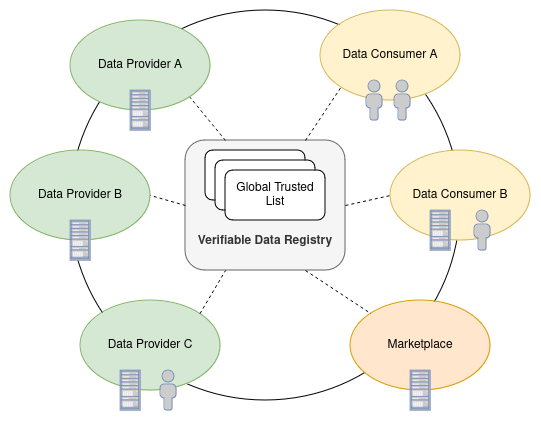 Data Provider A
Data Consumer A
Global Trusted
List
Data Provider B
Data Consumer B
Verifiable Data Registry
Data Provider C
Marketplace